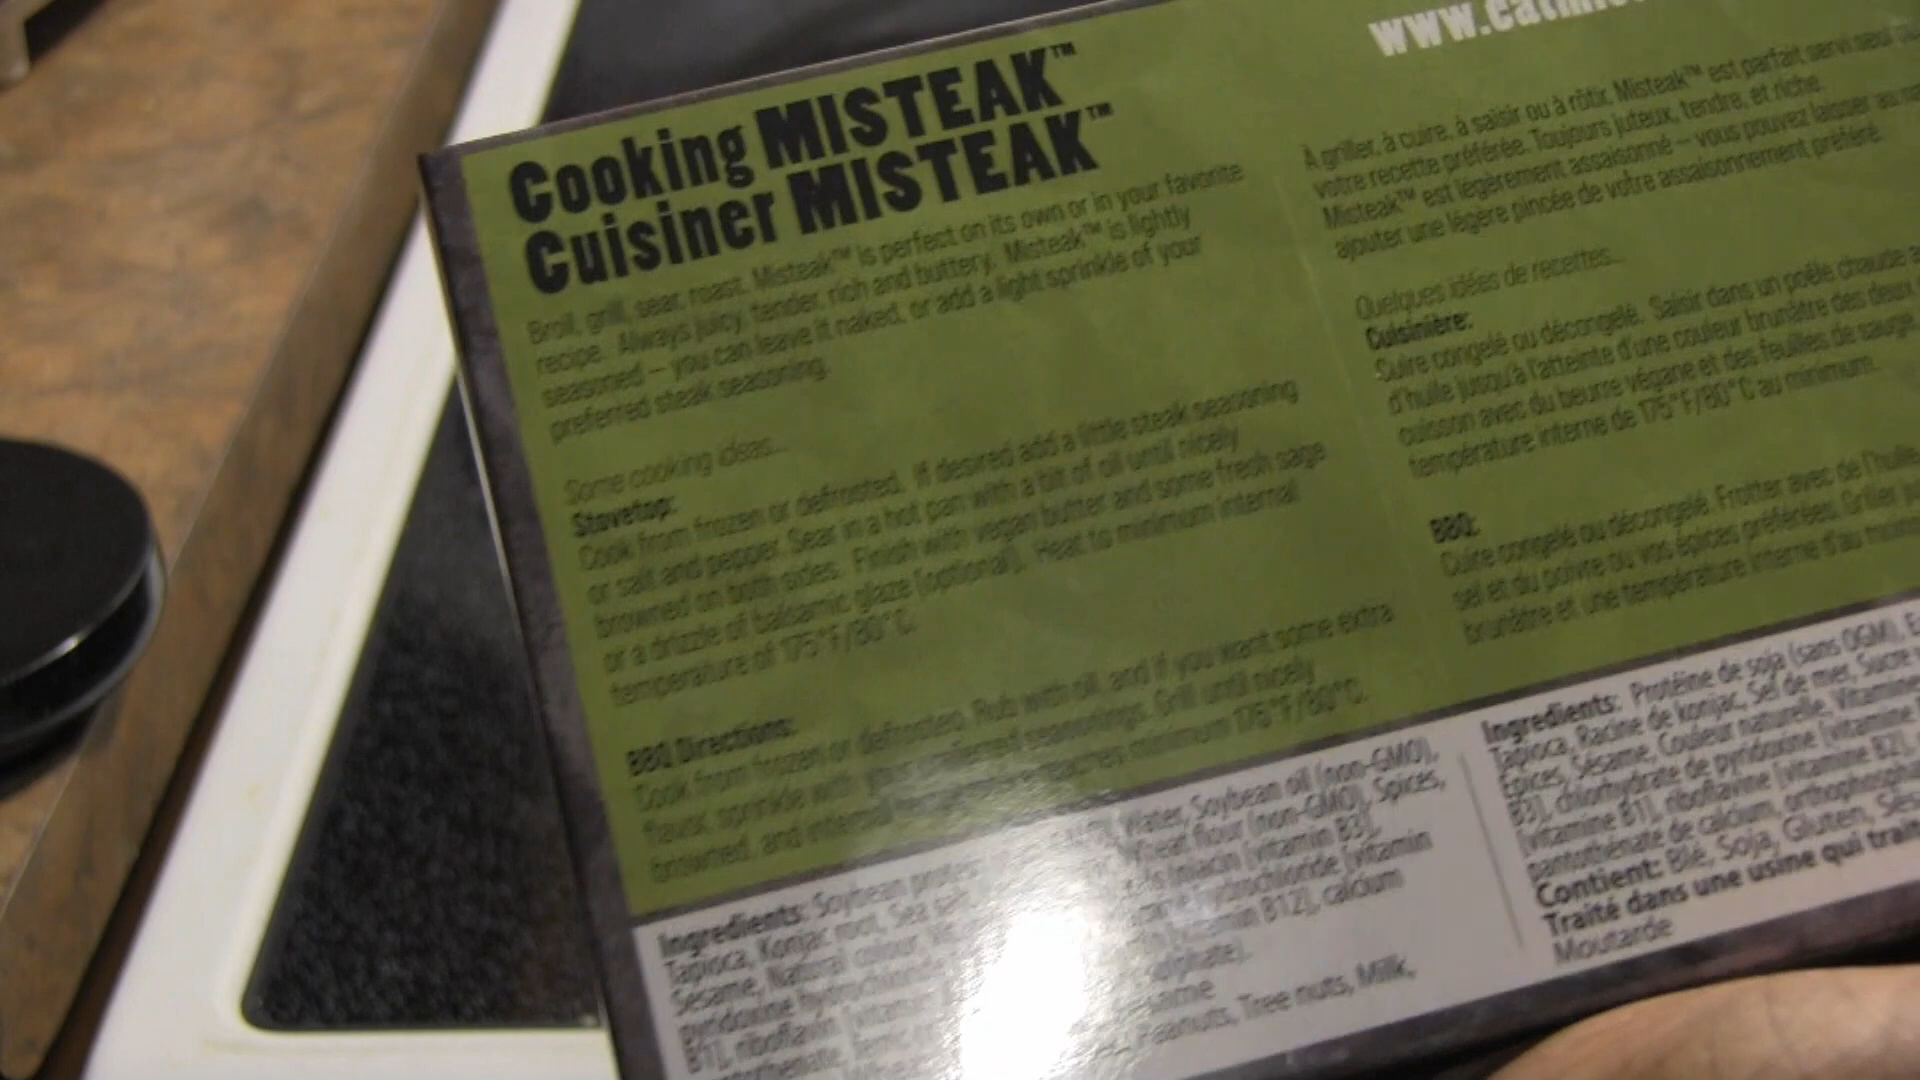 Cooking MISTEAK™
Cuisiner MISTEAK™
Broil, grill, sear, roast, Misteak™ is perfect on its own or in your favorite
recipe. Always juicy, tender, rich and buttery. Misteak™ is lightly
seasoned – you can leave it naked, or add a light sprinkle of your
preferred steak seasoning.
Some cooking ideas...
Stovetop:
Cook from frozen or defrosted. If desired add a little steak seasoning
or salt and pepper. Sear in a hot pan with a bit of oil until nicely
browned on both sides. Finish with vegan butter and some fresh sage
or a drizzle of balsamic glaze (optional). Heat to minimum internal
temperature of 175°F/80°C.
BBQ Directions:
Cook from frozen or defrosted. Rub with oil, and if you want some extra
flavor, sprinkle with your preferred seasonings. Grill until nicely
browned, and internal reaches minimum 175°F/80°C.
Ingredients: Soybean Water, Soybean oil (non-GMO),
Tapioca, Konjac root, Sea flour (non-GMO), Spices,
Sesame, Natural colour, (niacin [vitamin B3],
pyridoxine [vitamin
B1], riboflavin B12], calcium
Peanuts, Tree nuts, Milk,
www.
À griller, à cuire, à saisir ou à rôtir. Misteak™ est parfait servi seul
votre recette préférée. Toujours juteux, tendre, et riche.
Misteak™ est légèrement assaisonné – vous pouvez laisser au
ajouter une légère pincée de votre assaisonnement préféré.
Quelques idées de recettes...
Cuisinière:
Cuire congelé ou décongelé. Saisir dans un poêle chaude
d'huile jusqu'à l'atteinte d'une couleur brunâtre des deux
cuisson avec du beurre végane et des feuilles de sauge
température interne de 175°F/80°C au minimum.
BBQ:
Cuire congelé ou décongelé. Frotter avec de l'huile,
sel et du poivre ou vos épices préférées. Griller
brunâtre et une température interne d'au
Ingredients: Protéine de soja (sans OGM),
Tapioca, Racine de konjac, Sel de mer, Sucre
Épices, Sésame, Couleur naturelle, Vitamine
B3], chlorhydrate de pyridoxine [vitamine
[vitamine B1], riboflavine [vitamine B2],
pantothénate de calcium,
Contient: Blé, Soja, Gluten,
Traité dans une usine qui
Moutarde